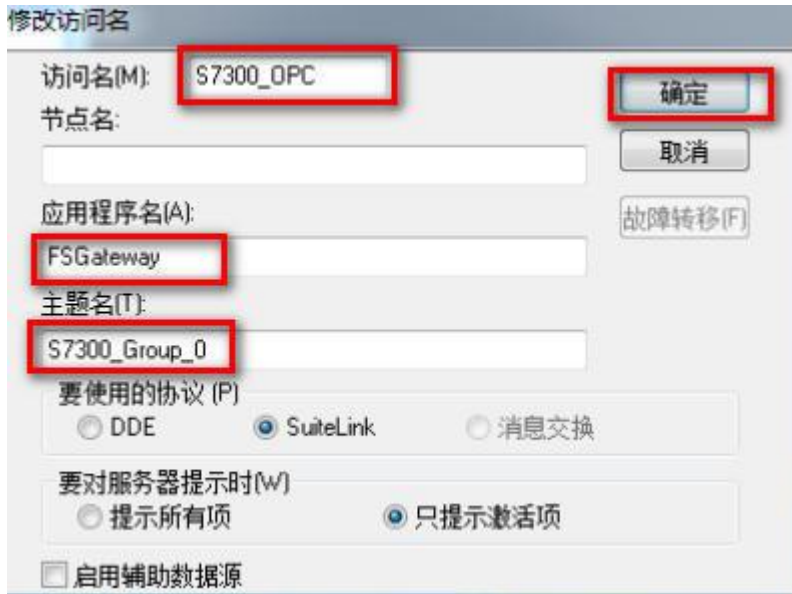 修改访问名
访问名(M): S7300_OPC
确定
节点名:
取消
应用程序名(A):
故障转移(F)
FSGateway
主题名(T):
S7300_Group_0
要使用的协议 (P)
DDE SuiteLink 消息交换
要对服务器提示时(W)
提示所有项 只提示激活项
启用辅助数据源